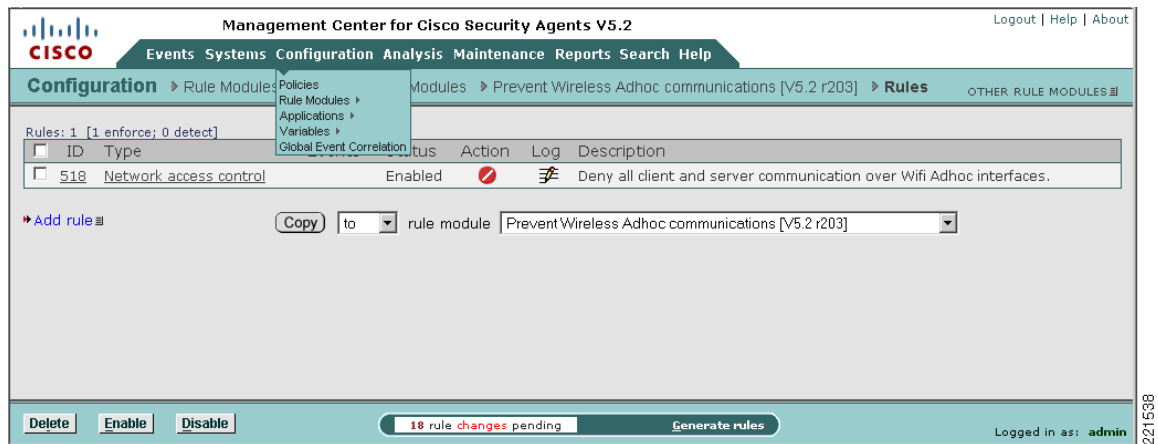 Management Center for Cisco Security Agents V5.2
Logout | Help | About
CISCO
Events Systems Configuration Analysis Maintenance Reports Search Help
Configuration > Rule Modules Modules > Prevent Wireless Adhoc communications [V5.2 r203] > Rules
OTHER RULE MODULES
Policies
Rule Modules
Applications
Variables
Global Event Correlation
Rules: 1 [1 enforce; 0 detect]
ID Type Status Action Log Description
518 Network access control Enabled Deny all client and server communication over Wifi Adhoc interfaces.
Add rule
Copy to rule module Prevent Wireless Adhoc communications [V5.2 r203]
Delete Enable Disable
18 rule changes pending Generate rules
Logged in as: admin
221538